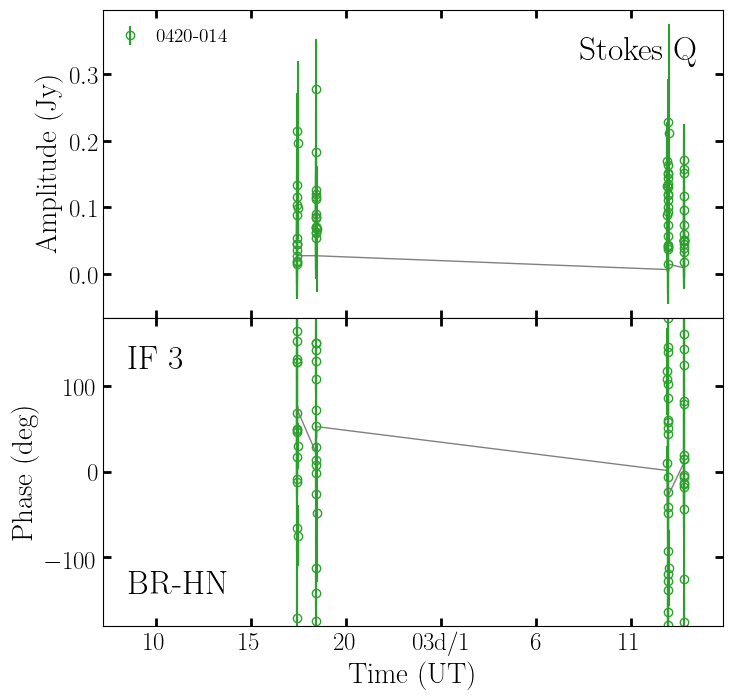 0420-014
Stokes Q
Amplitude (Jy)
0.3
0.2
0.1
0.0
IF 3
BR-HN
Phase (deg)
100
0
−100
10 15 20 03d/1 6 11
Time (UT)